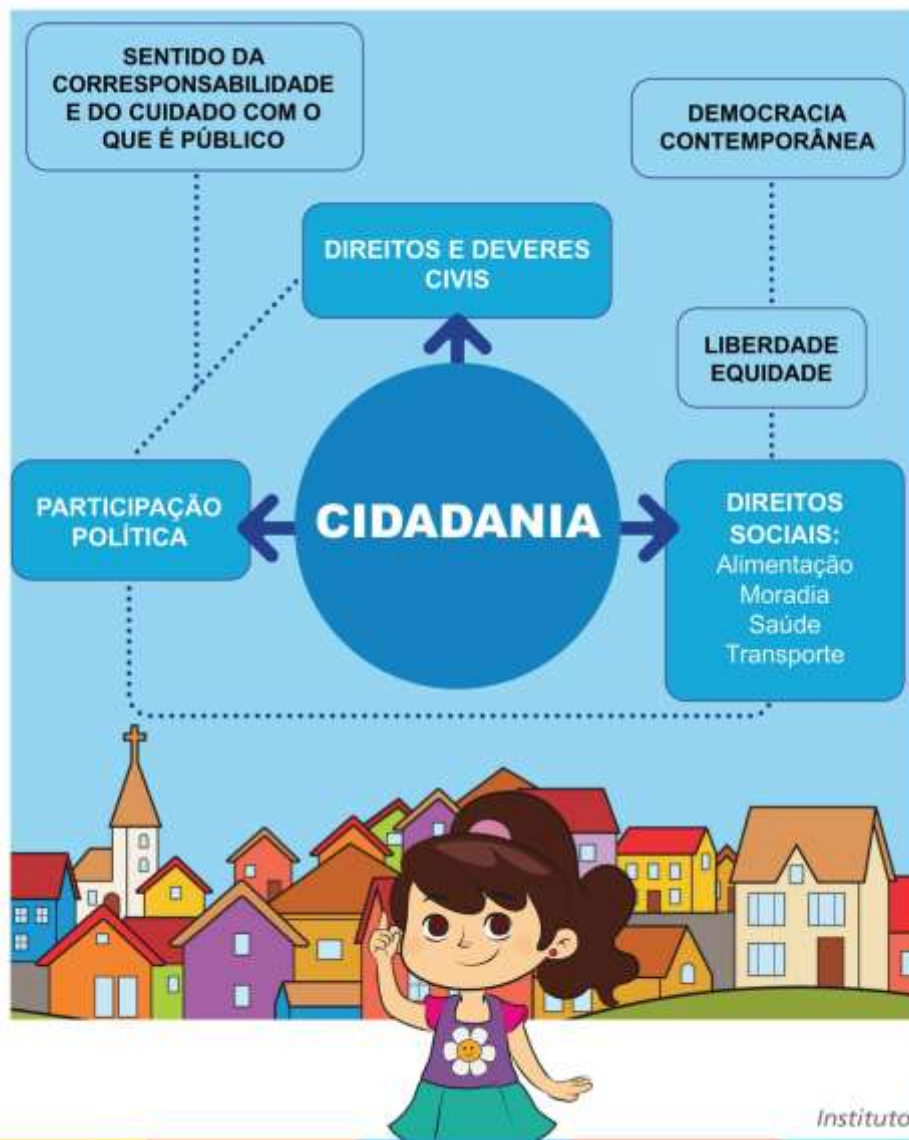 SENTIDO DA
CORRESPONSABILIDADE
E DO CUIDADO COM O
QUE É PÚBLICO
DEMOCRACIA
CONTEMPORÂNEA
DIREITOS E DEVERES
CIVIS
LIBERDADE
EQUIDADE
PARTICIPAÇÃO
POLÍTICA
CIDADANIA
DIREITOS
SOCIAIS:
Alimentação
Moradia
Saúde
Transporte
Instituto